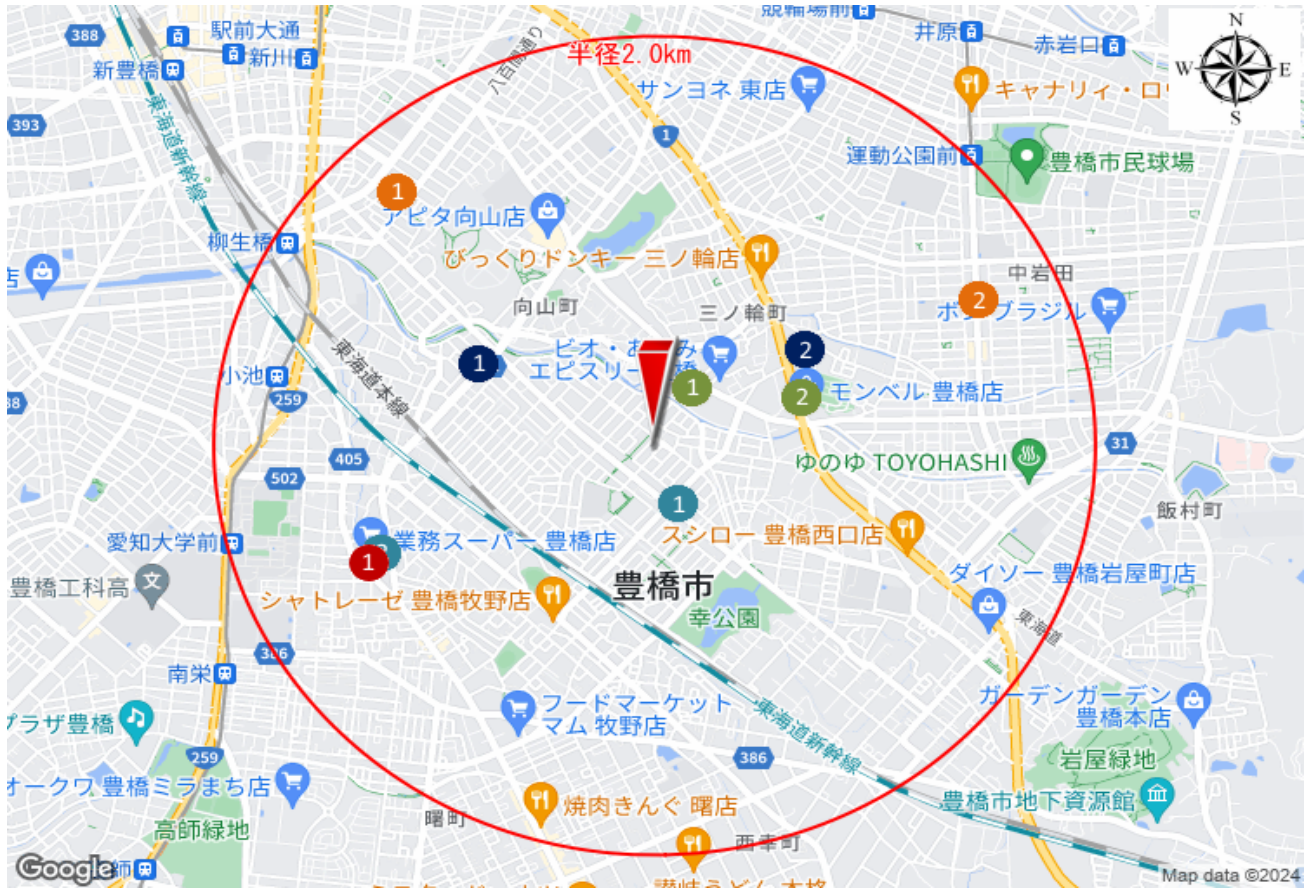 388
駅前大通
新川
新豊橋
八百間通り
半径2.0km
競輪場前
井原
赤岩口
N
W
E
S
サンヨネ 東店
キャナリィ・ロ
393
東海道新幹線
1
運動公園前
豊橋市民球場
1
アピタ向山店
柳生橋
びっくりドンキー 三ノ輪店
店
中岩田
向山町
三ノ輪町
2
ボ
ブラジル
東海道本線
1
ビオ・あ
み
エピスリー
橋
2
小池
1
2
モンベル 豊橋店
259
31
405
ゆのゆ TOYOHASHI
502
1
飯村町
愛知大学前
業務スーパー 豊橋店
スシロー 豊橋西口店
1
豊橋工科高
シャトレーゼ 豊橋牧野店
豊橋市
ダイソー 豊橋岩屋町店
幸公園
東海道
386
南栄
フードマーケット
マム 牧野店
ガーデンガーデン
豊橋本店
プラザ豊橋
東海道新幹線
259
386
岩屋緑地
オークワ 豊橋ミラまち店
焼肉きんぐ 曙店
豊橋市地下資源館
高師緑地
曙町
西幸町
Google
師
Map data ©2024